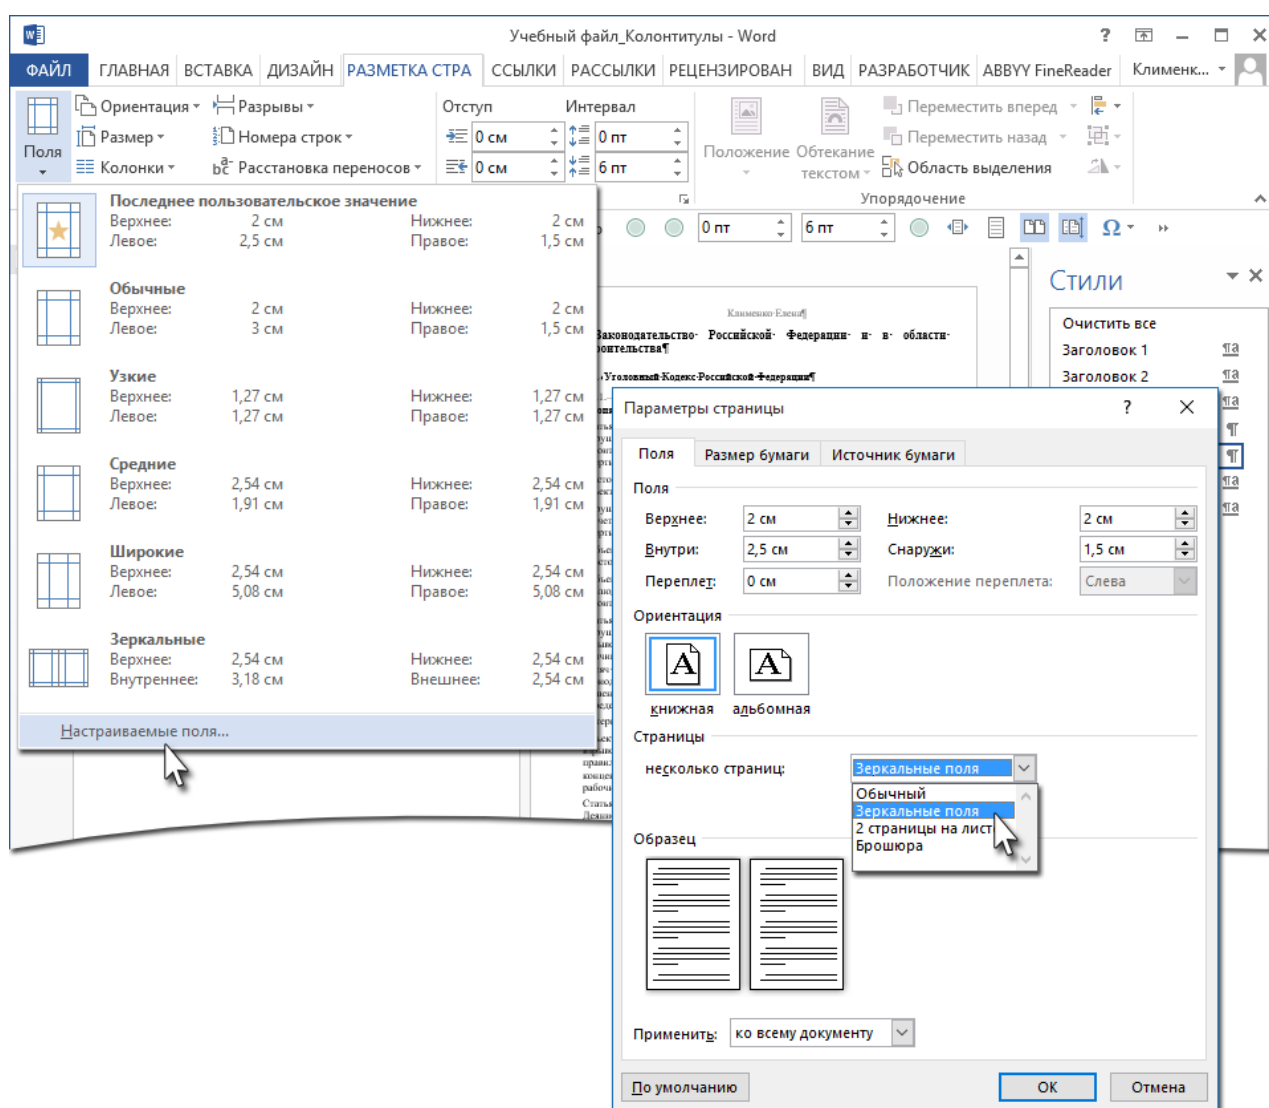 Учебный файл_Колонтитулы - Word
ФАЙЛ ГЛАВНАЯ ВСТАВКА ДИЗАЙН РАЗМЕТКА СТРА ССЫЛКИ РАССЫЛКИ РЕЦЕНЗИРОВАН ВИД РАЗРАБОТЧИК ABBYY FineReader Клименк...
Поля
Ориентация
Размер
Колонки
Разрывы
Номера строк
Расстановка переносов
Отступ
0 см
0 см
Интервал
0 пт
6 пт
Положение
Обтекание
текстом
Переместить вперед
Переместить назад
Область выделения
Упорядочение
0 пт 6 пт
Последнее пользовательское значение
Верхнее: 2 см Нижнее: 2 см
Левое: 2,5 см Правое: 1,5 см
Обычные
Верхнее: 2 см Нижнее: 2 см
Левое: 3 см Правое: 1,5 см
Узкие
Верхнее: 1,27 см Нижнее: 1,27 см
Левое: 1,27 см Правое: 1,27 см
Средние
Верхнее: 2,54 см Нижнее: 2,54 см
Левое: 1,91 см Правое: 1,91 см
Широкие
Верхнее: 2,54 см Нижнее: 2,54 см
Левое: 5,08 см Правое: 5,08 см
Зеркальные
Верхнее: 2,54 см Нижнее: 2,54 см
Внутреннее: 3,18 см Внешнее: 2,54 см
Настраиваемые поля...
Клименко·Елена¶
Законодательство· Российской· Федерации· и· в· области·
Уголовный·Кодекс·Российской·Федерации¶
Стили
Очистить все
Заголовок 1
Заголовок 2
Параметры страницы
Поля Размер бумаги Источник бумаги
Поля
Верхнее: 2 см Нижнее: 2 см
Внутри: 2,5 см Снаружи: 1,5 см
Переплет: 0 см Положение переплета: Слева
Ориентация
книжная альбомная
Страницы
несколько страниц: Зеркальные поля
Обычный
Зеркальные поля
2 страницы на лист
Брошюра
Образец
Применить: ко всему документу
По умолчанию ОК Отмена